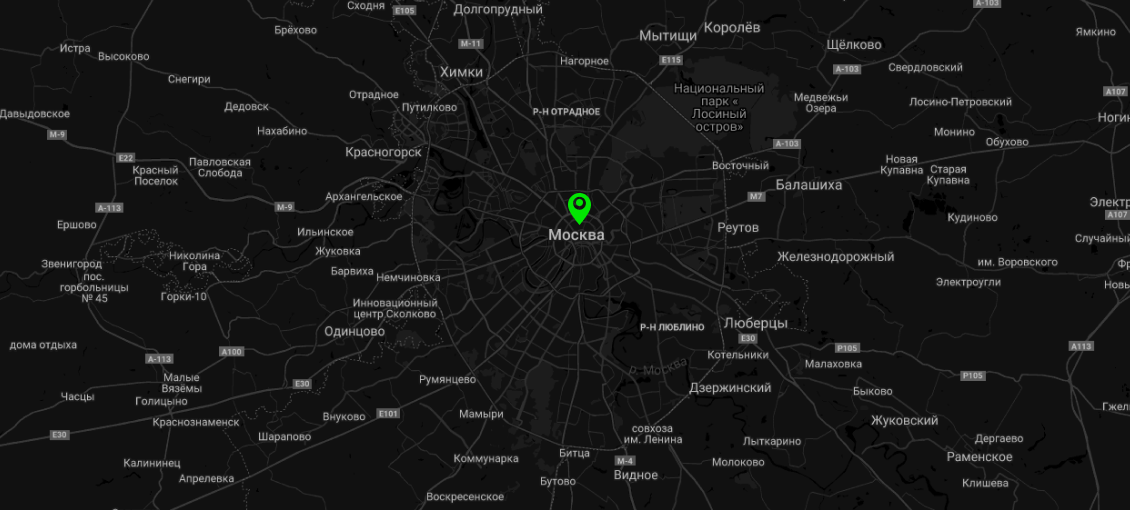 Сходня
E105
Долгопрудный
A-103
Брёхово
Королёв
Ямкино
Мытищи
Истра
Высоково
M-11
Щёлково
Нагорное
E115
Химки
A-103
Свердловский
Снегири
Национальный
парк «
Лосиный
остров»
Отрадное
A107
Медвежьи
Озера
Дедовск
Путилково
Лосино-Петровский
Давыдовское
Р-Н ОТРАДНОЕ
Ногин
M-9
Нахабино
Монино
Обухово
A-103
Красногорск
E22
Павловская
Слобода
Восточный
Новая
Купавна
Старая
Купавна
Красный
Поселок
Балашиха
Архангельское
M7
A-113
M-9
Электр
A107
Кудиново
Ершово
Ильинское
Реутов
Москва
Случайный
Жуковка
Николина
Гора
Железнодорожный
Звенигород
им. Воровского
Барвиха
Немчиновка
пос.
горбольницы
№ 45
Электроугли
Новы
Горки-10
Инновационный
центр Сколково
Одинцово
Р-Н ЛЮБЛИНО
Люберцы
E30
дома отдыха
A-113
A100
P105
A113
Котельники
Малаховка
р. Москва
Малые
Вязёмы
Румянцево
P105
E30
Дзержинский
Быково
Часцы
Голицыно
Гжел
Внуково
E101
Мамыри
Краснознаменск
Жуковский
E30
Шарапово
совхоза
им. Ленина
Лыткарино
Дергаево
Битца
Раменское
Калининец
Коммунарка
M-4
Молоково
Видное
Апрелевка
Бутово
Клишева
Воскресенское